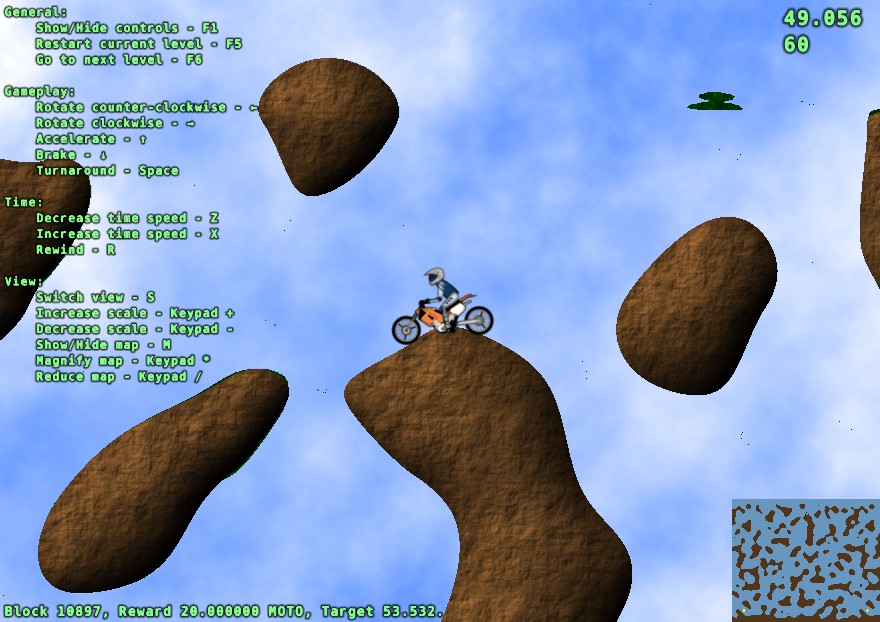 General:
Show/Hide controls - F1
Restart current level - F5
Go to next level - F6
Gameplay:
Rotate counter-clockwise - ←
Rotate clockwise - →
Accelerate - ↑
Brake - ↓
Turnaround - Space
Time:
Decrease time speed - Z
Increase time speed - X
Rewind - R
View:
Switch view - S
Increase scale - Keypad +
Decrease scale - Keypad -
Show/Hide map - M
Magnify map - Keypad *
Reduce map - Keypad /
49.056
60
Block 10897, Reward 20.000000 MOTO, Target 53.532.